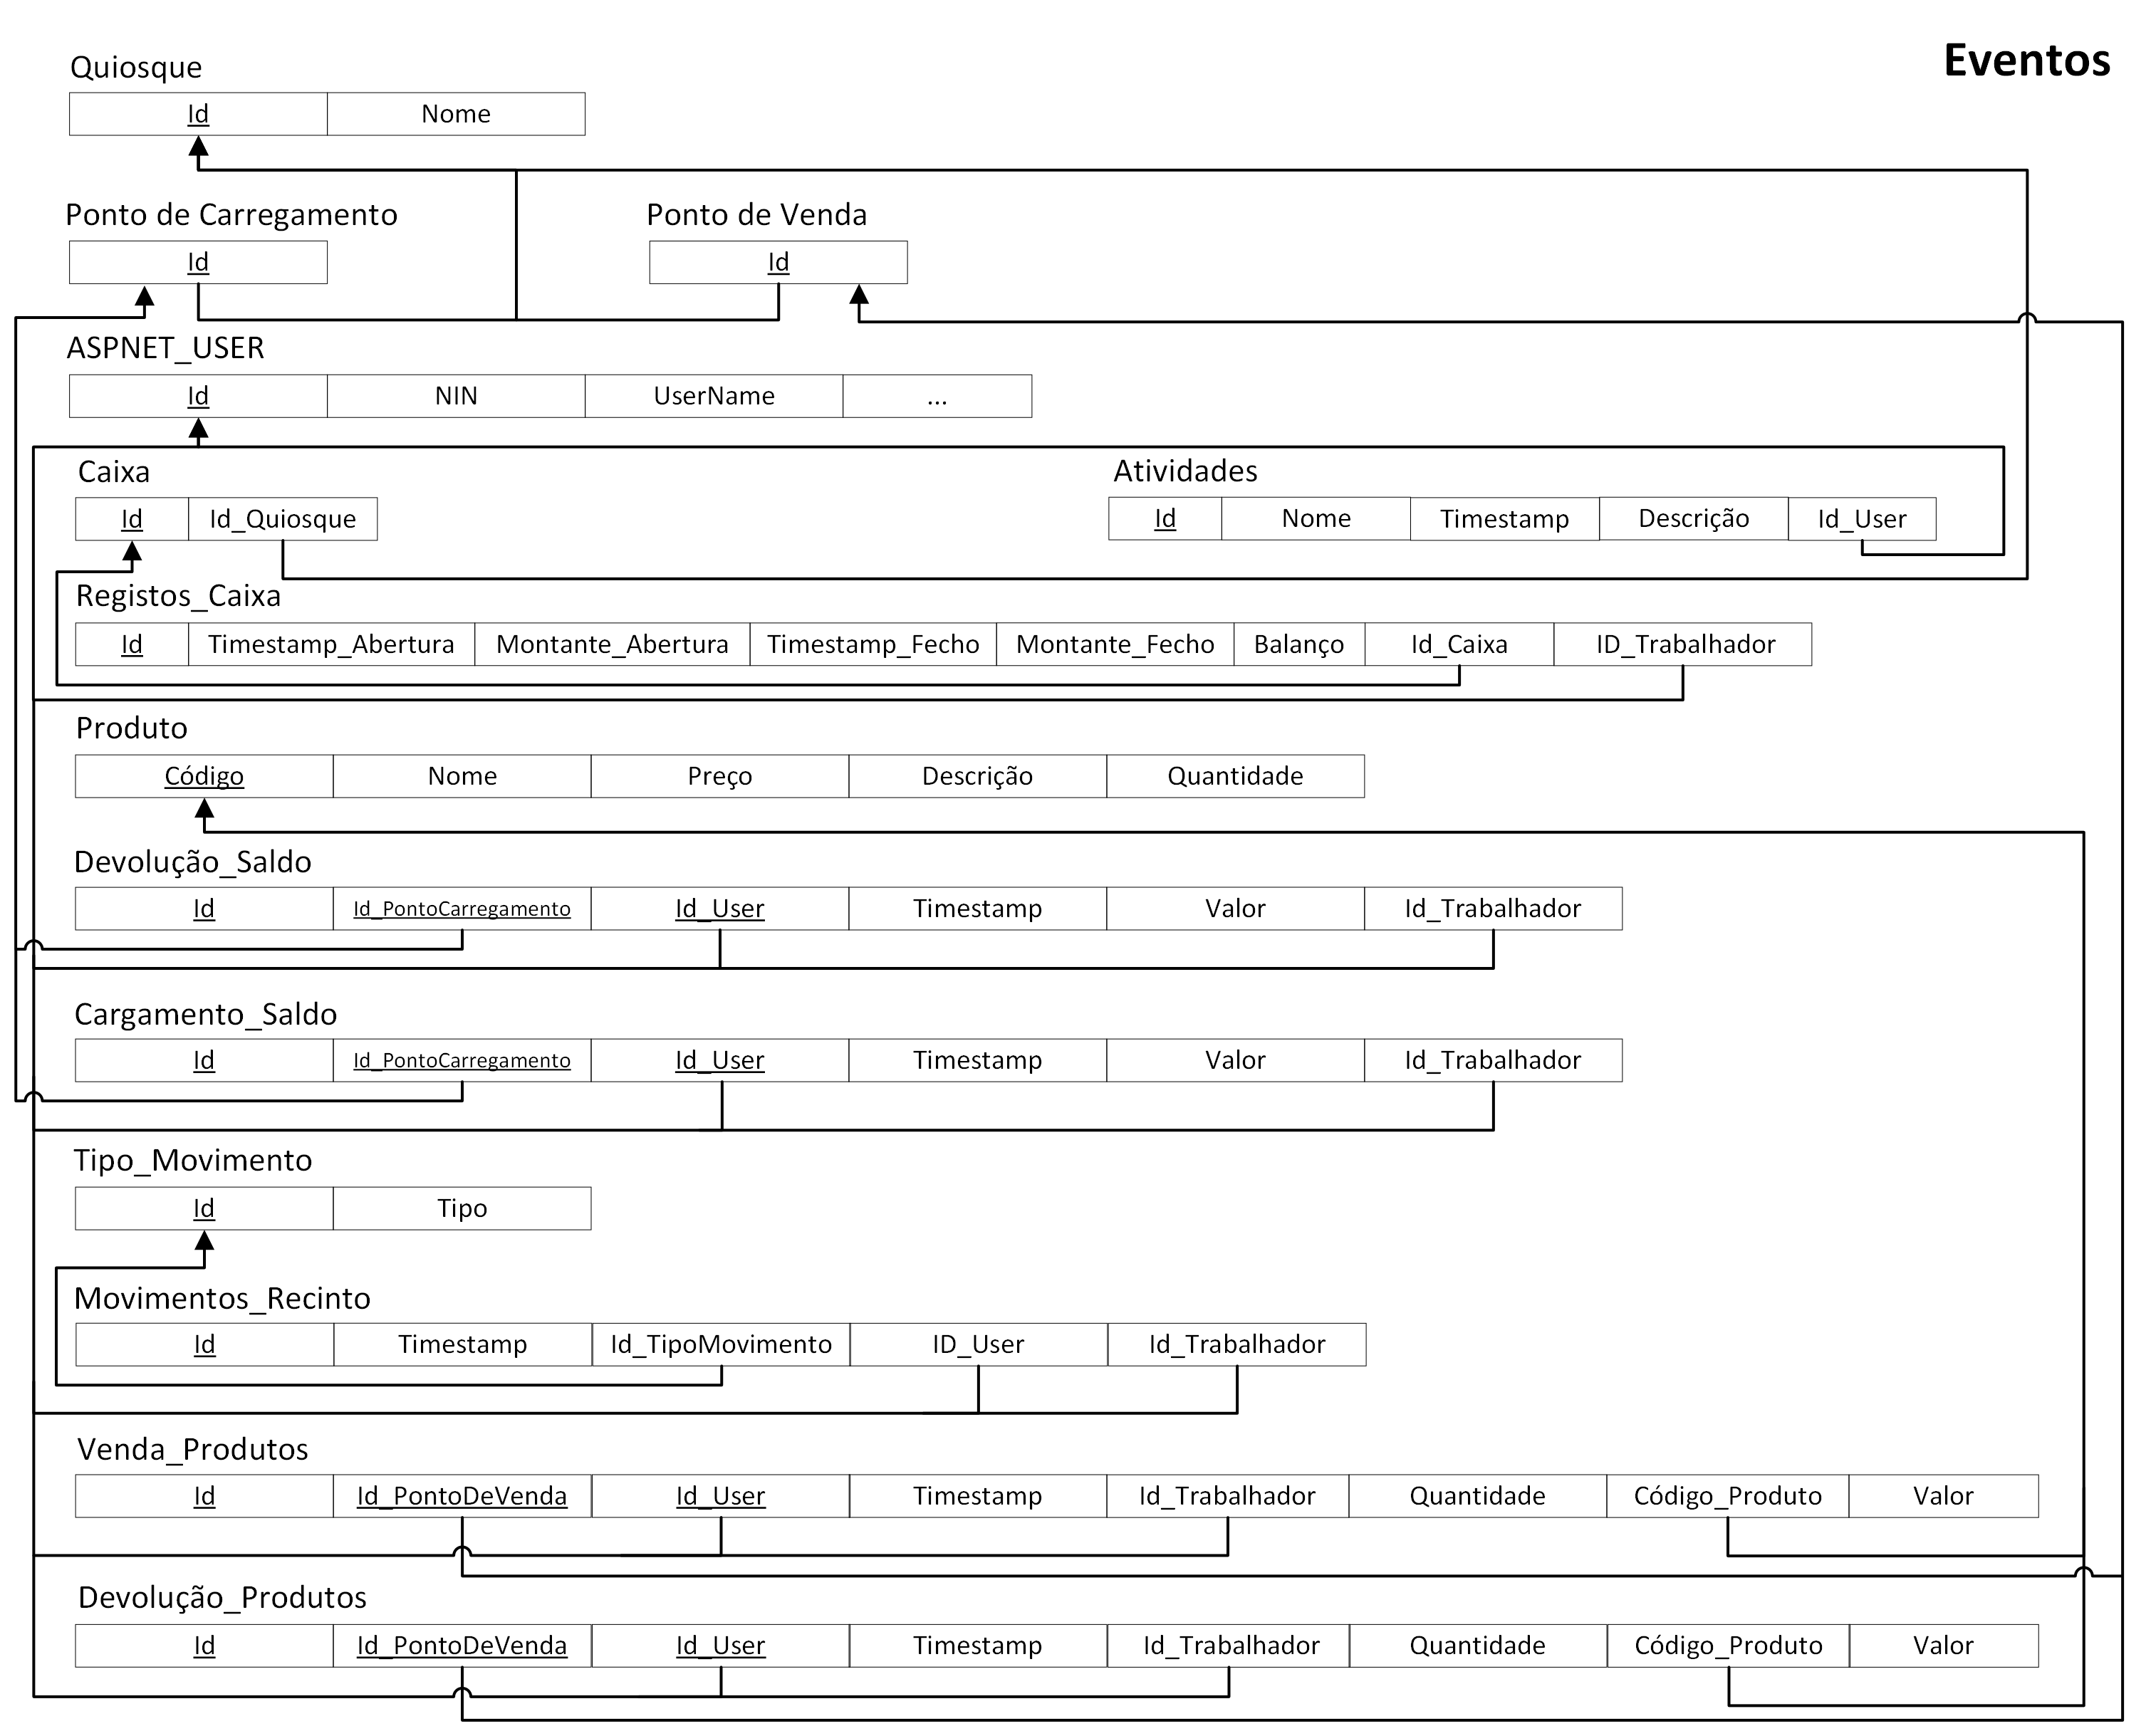 Eventos
Quiosque
Id Nome
Ponto de Carregamento Ponto de Venda
Id Id
ASPNET_USER
Id NIN UserName ...
Caixa Atividades
Id Id_Quiosque Id Nome Timestamp Descrição Id_User
Registos_Caixa
Id Timestamp_Abertura Montante_Abertura Timestamp_Fecho Montante_Fecho Balanço Id_Caixa ID_Trabalhador
Produto
Código Nome Preço Descrição Quantidade
Devolução_Saldo
Id Id_PontoCarregamento Id_User Timestamp Valor Id_Trabalhador
Cargamento_Saldo
Id Id_PontoCarregamento Id_User Timestamp Valor Id_Trabalhador
Tipo_Movimento
Id Tipo
Movimentos_Recinto
Id Timestamp Id_TipoMovimento ID_User Id_Trabalhador
Venda_Produtos
Id Id_PontoDeVenda Id_User Timestamp Id_Trabalhador Quantidade Código_Produto Valor
Devolução_Produtos
Id Id_PontoDeVenda Id_User Timestamp Id_Trabalhador Quantidade Código_Produto Valor